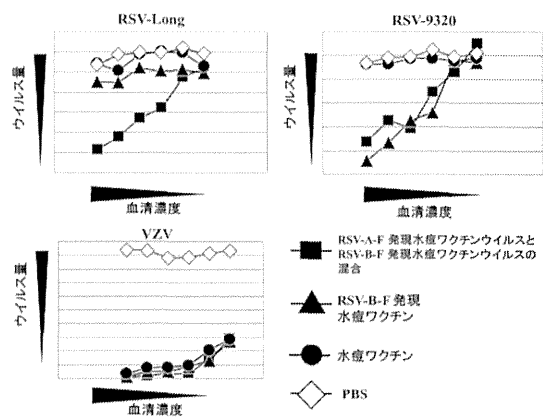 RSV-Long
ウイルス量
血清濃度
RSV-9320
ウイルス量
血清濃度
VZV
ウイルス量
血清濃度
RSV-A-F 発現水痘ワクチンウイルスと
RSV-B-F 発現水痘ワクチンウイルスの
混合
RSV-B-F 発現
水痘ワクチン
水痘ワクチン
PBS